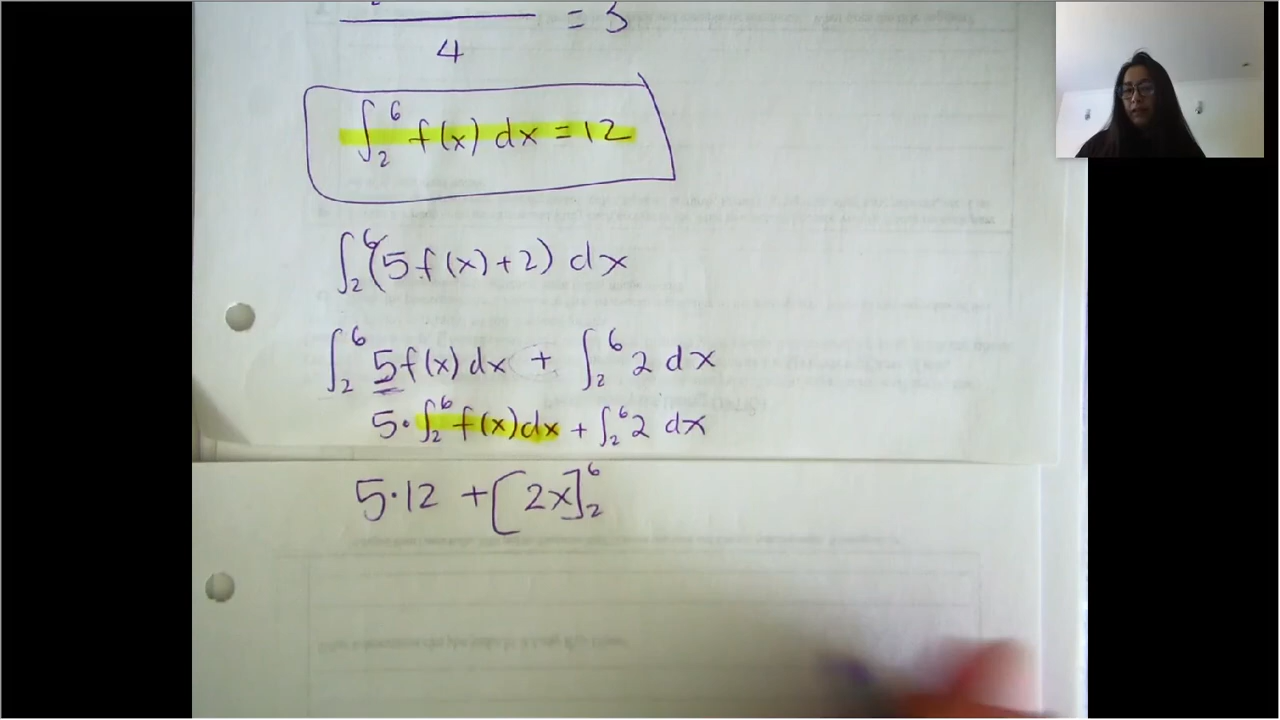 4 = 3
∫₂⁶ f(x) dx = 12
∫₂⁶(5f(x)+2) dx
∫₂⁶ 5f(x)dx + ∫₂⁶ 2 dx
5·∫₂⁶ f(x)dx + ∫₂⁶ 2 dx
5·12 + [2x]₂⁶